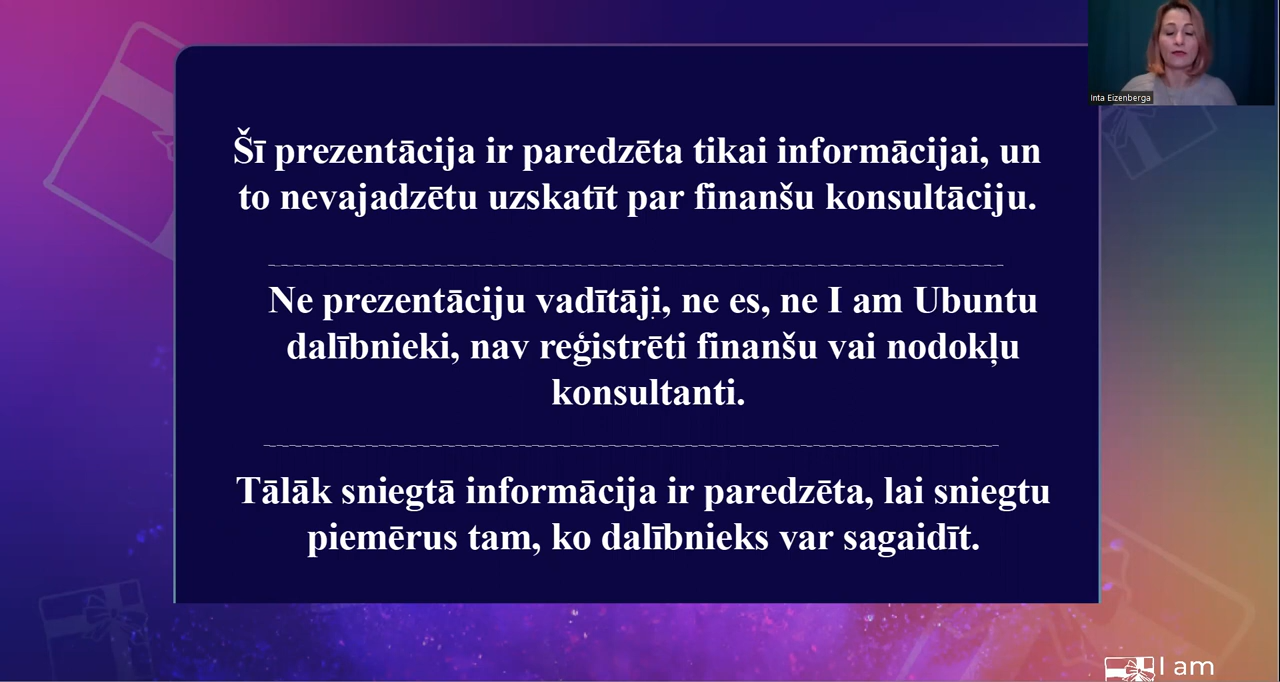 Inta Eizenberga
Šī prezentācija ir paredzēta tikai informācijai, un
to nevajadzētu uzskatīt par finanšu konsultāciju.
Ne prezentāciju vadītāji, ne es, ne I am Ubuntu
dalībnieki, nav reģistrēti finanšu vai nodokļu
konsultanti.
Tālāk sniegtā informācija ir paredzēta, lai sniegtu
piemērus tam, ko dalībnieks var sagaidīt.
I am